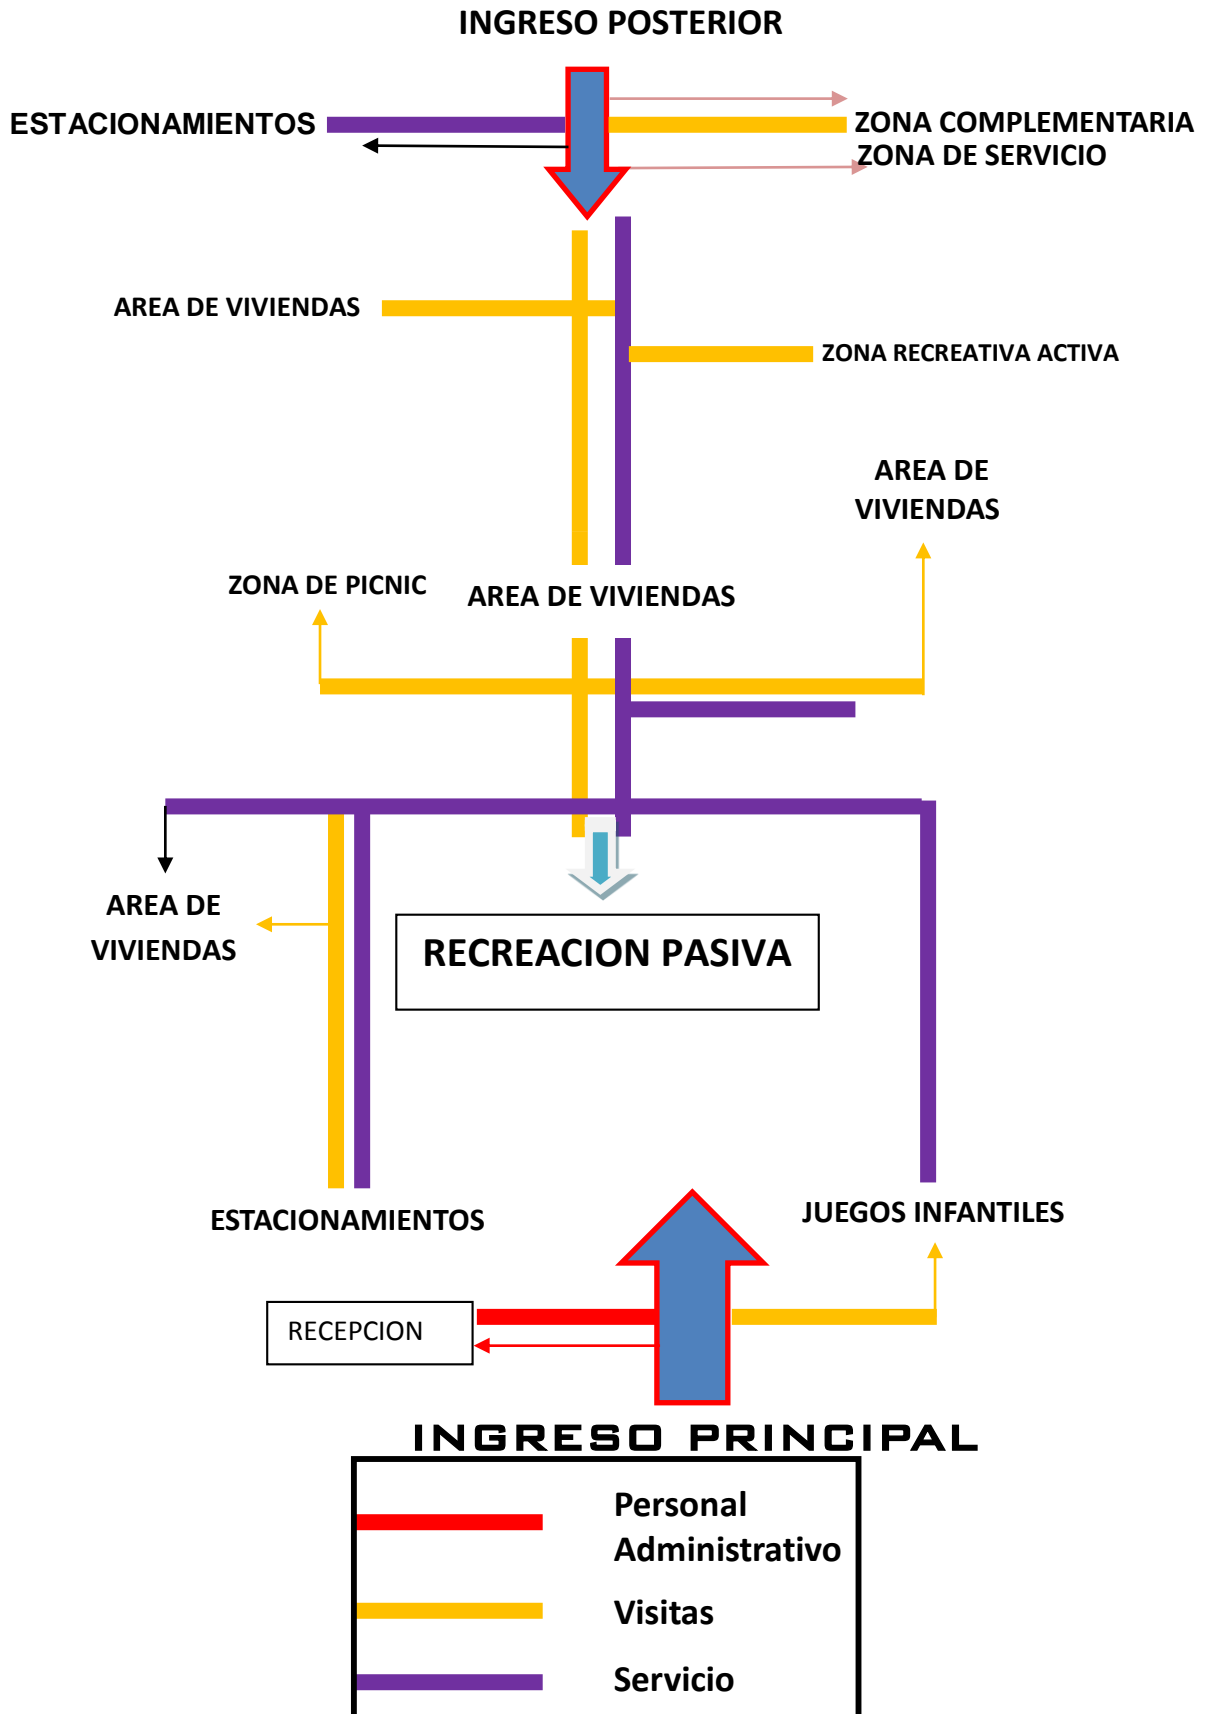 INGRESO POSTERIOR
ESTACIONAMIENTOS
ZONA COMPLEMENTARIA
ZONA DE SERVICIO
AREA DE VIVIENDAS
ZONA RECREATIVA ACTIVA
AREA DE
VIVIENDAS
ZONA DE PICNIC
AREA DE VIVIENDAS
AREA DE
VIVIENDAS
RECREACION PASIVA
ESTACIONAMIENTOS
JUEGOS INFANTILES
RECEPCION
INGRESO PRINCIPAL
Personal
Administrativo
Visitas
Servicio